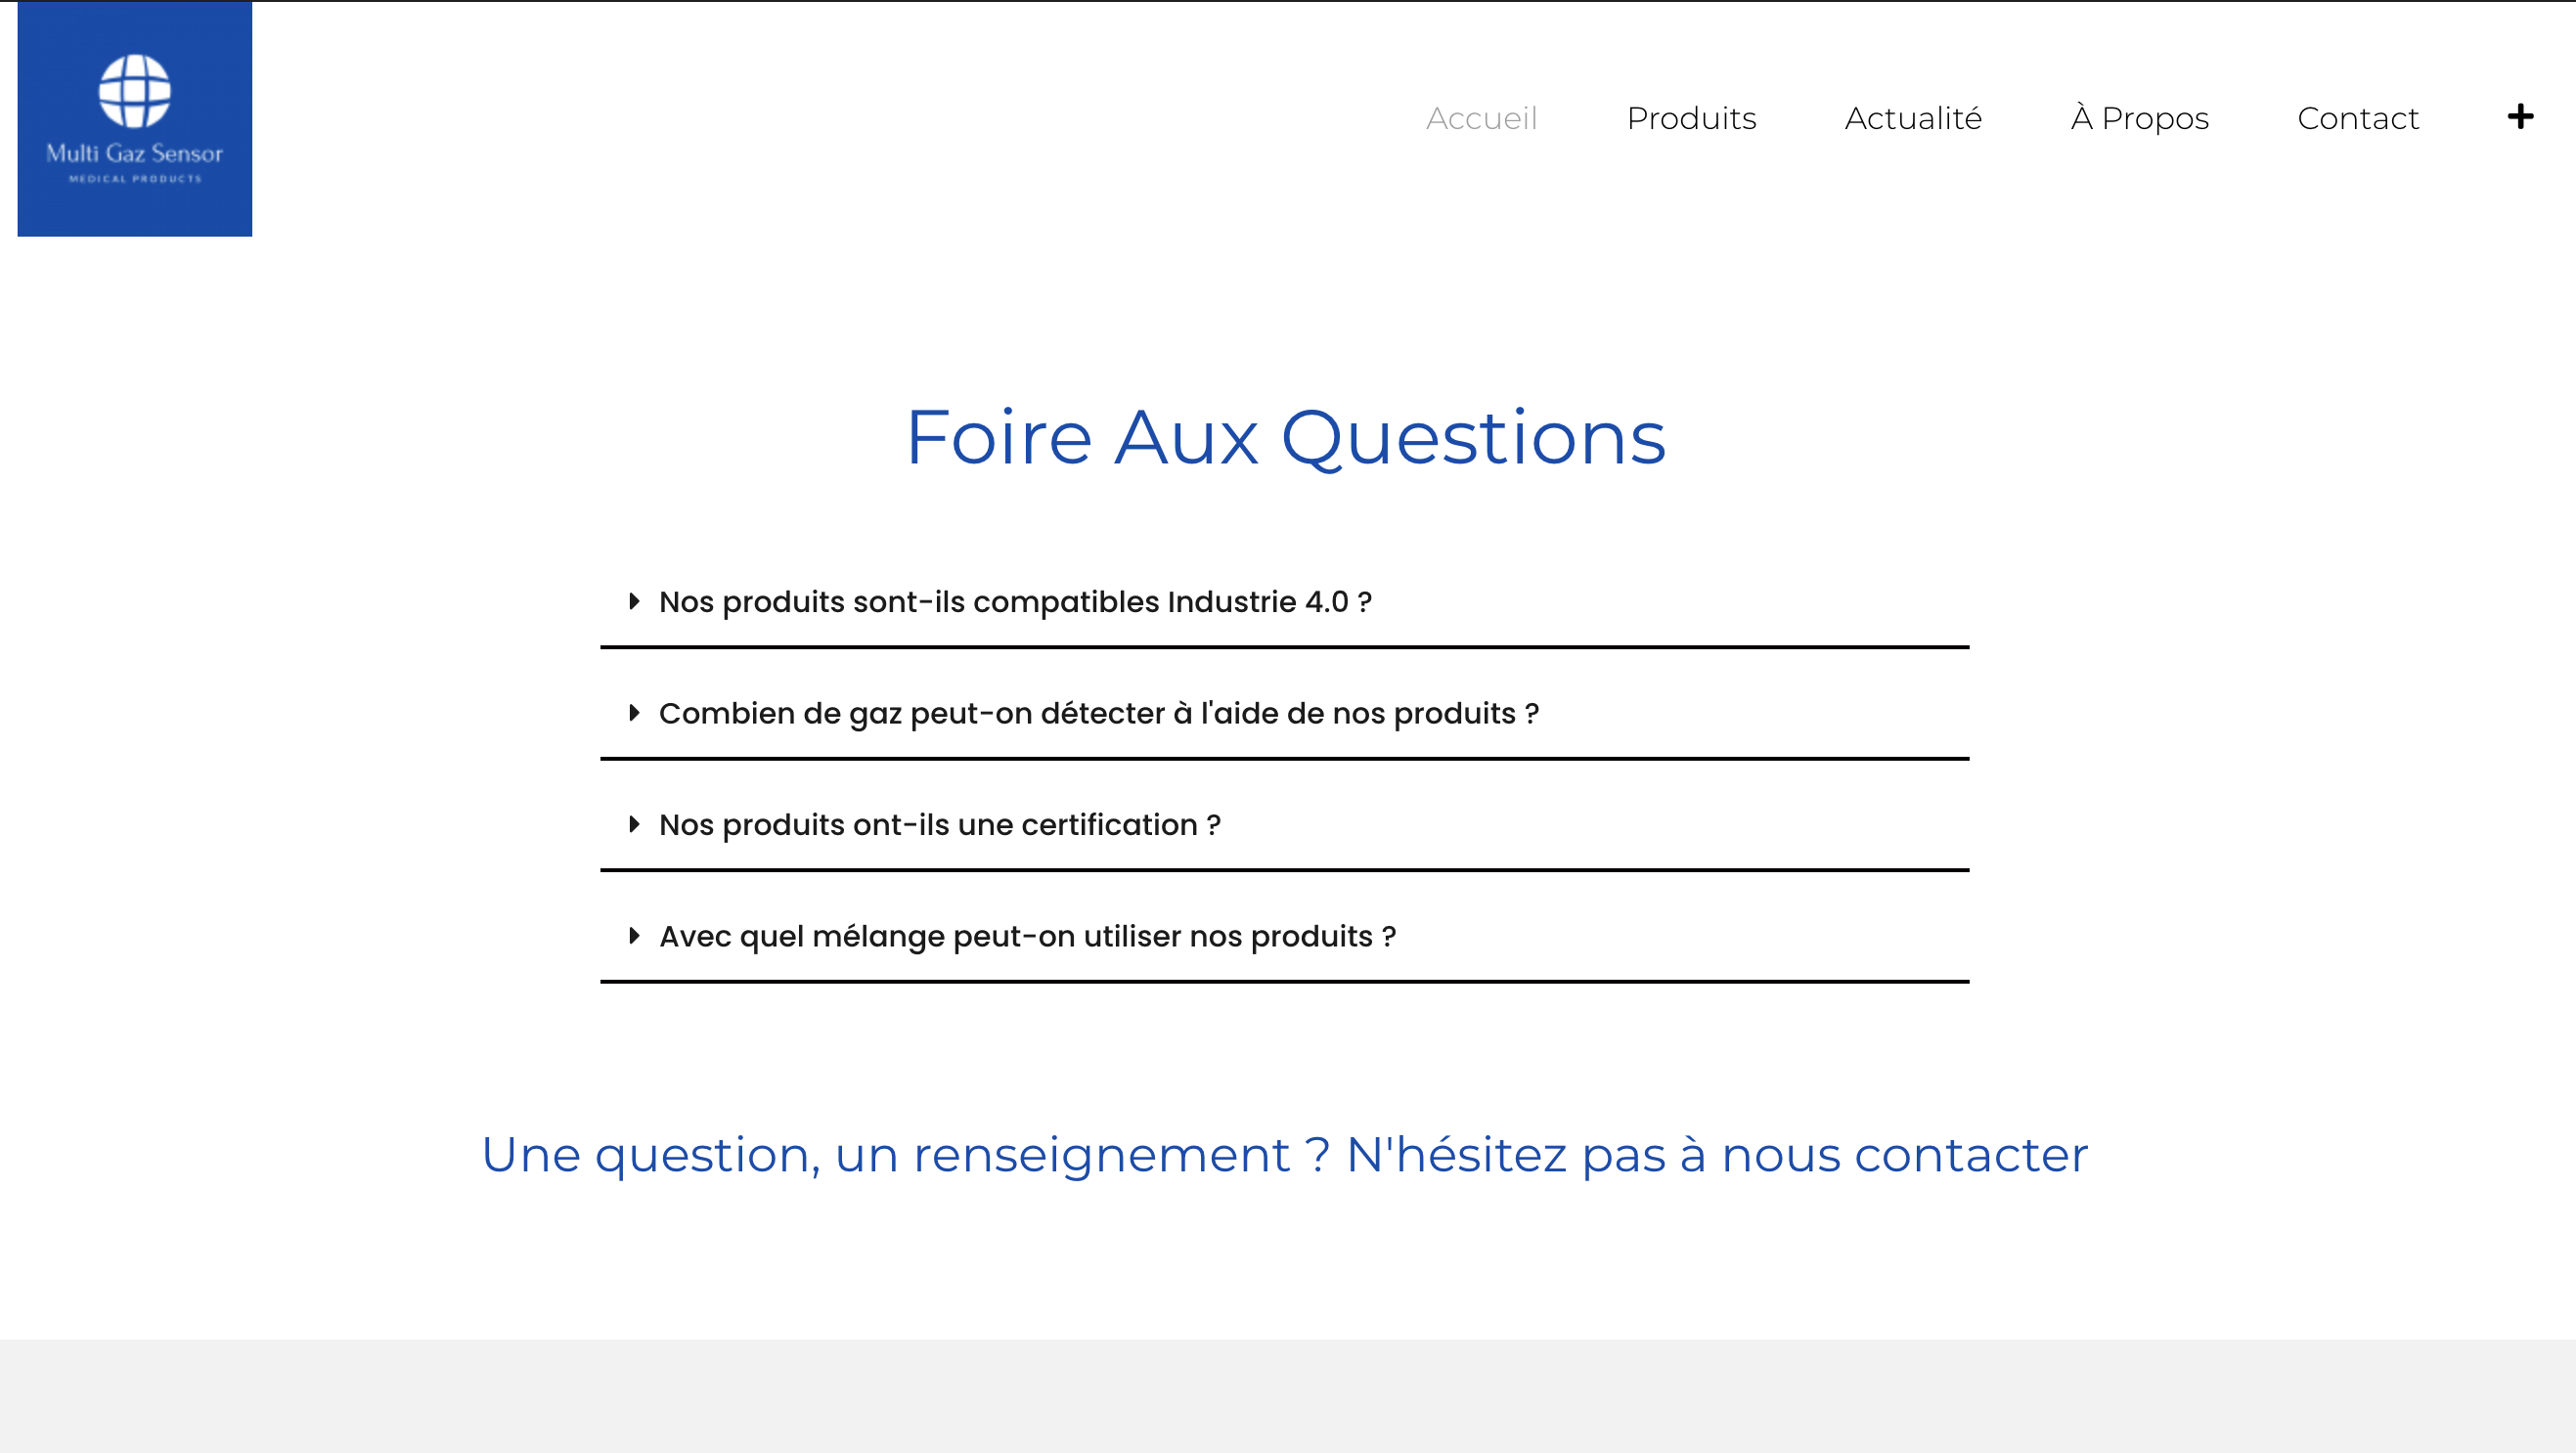 Multi Gaz Sensor
MEDICAL PRODUCTS
Accueil Produits Actualité À Propos Contact
Foire Aux Questions
Nos produits sont-ils compatibles Industrie 4.0 ?
Combien de gaz peut-on détecter à l'aide de nos produits ?
Nos produits ont-ils une certification ?
Avec quel mélange peut-on utiliser nos produits ?
Une question, un renseignement ? N'hésitez pas à nous contacter